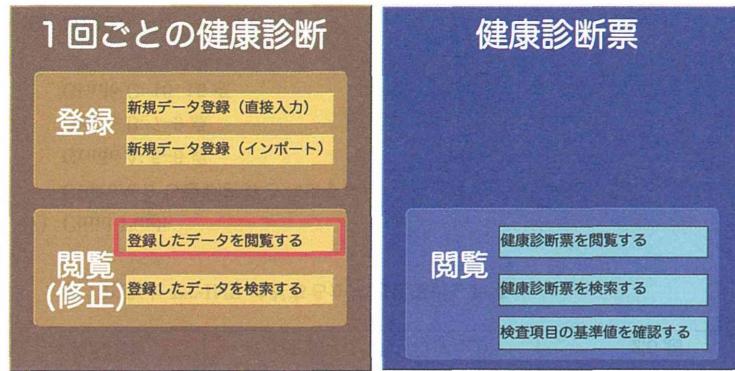 1回ごとの健康診断
登録
新規データ登録（直接入力）
新規データ登録（インポート）
閲覧
(修正)
登録したデータを閲覧する
登録したデータを検索する
健康診断票
閲覧
健康診断票を閲覧する
健康診断票を検索する
検査項目の基準値を確認する